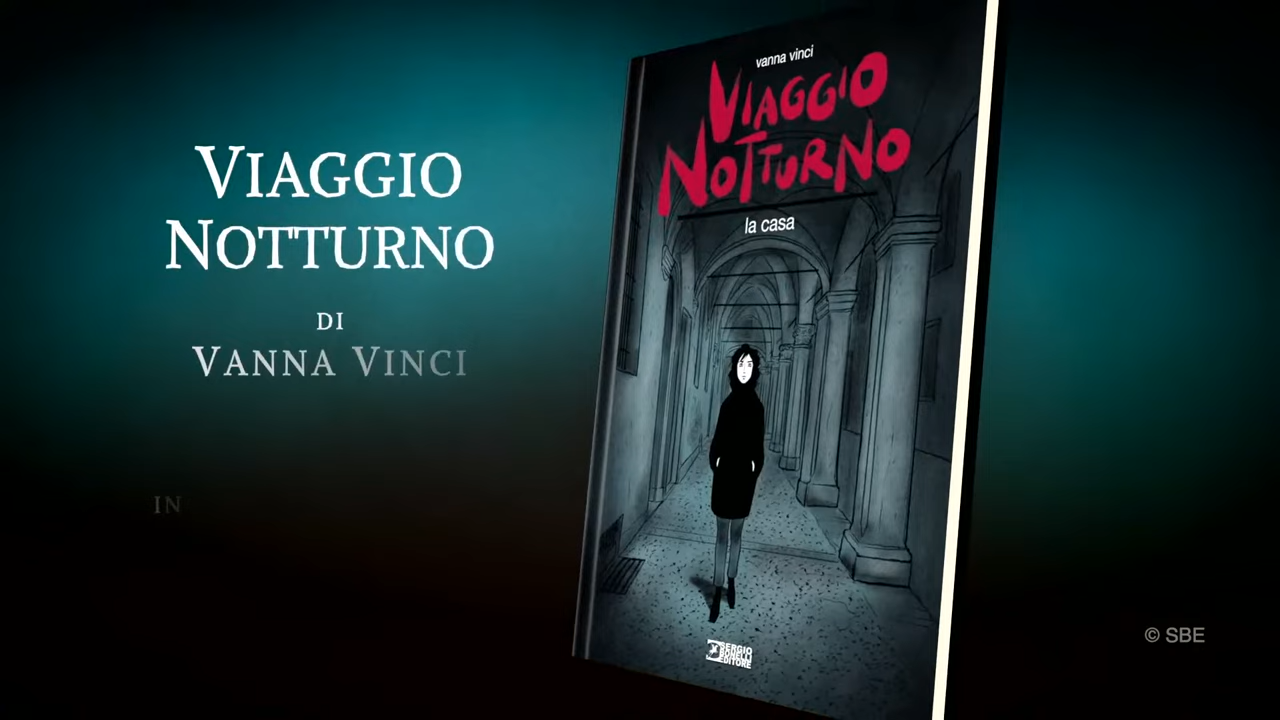 VIAGGIO
NOTTURNO
DI
VANNA VINCI
IN
vanna vinci
VIAGGIO
NOTTURNO
la casa
SERGIO
BONELLI
EDITORE
© SBE